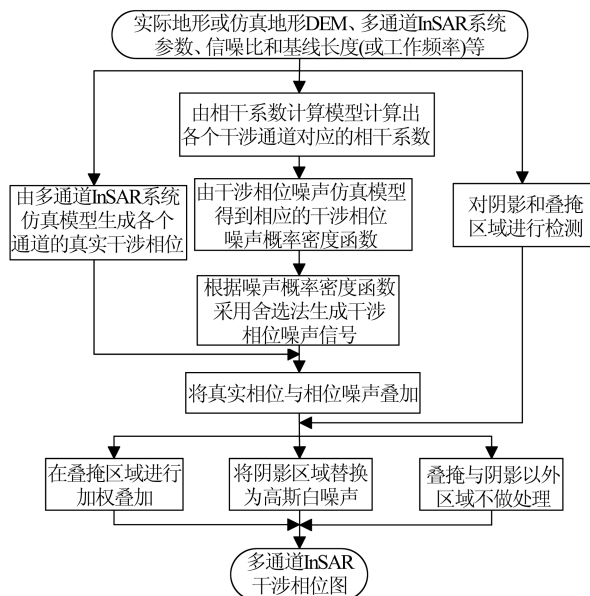 实际地形或仿真地形DEM、多通道InSAR系统
参数、信噪比和基线长度(或工作频率)等
由相干系数计算模型计算出
各个干涉通道对应的相干系数
由多通道InSAR系统
仿真模型生成各个
通道的真实干涉相位
由干涉相位噪声仿真模型
得到相应的干涉相位
噪声概率密度函数
对阴影和叠掩
区域进行检测
根据噪声概率密度函数
采用舍选法生成干涉
相位噪声信号
将真实相位与相位噪声叠加
在叠掩区域进行
加权叠加
将阴影区域替换
为高斯白噪声
叠掩与阴影以外
区域不做处理
多通道InSAR
干涉相位图